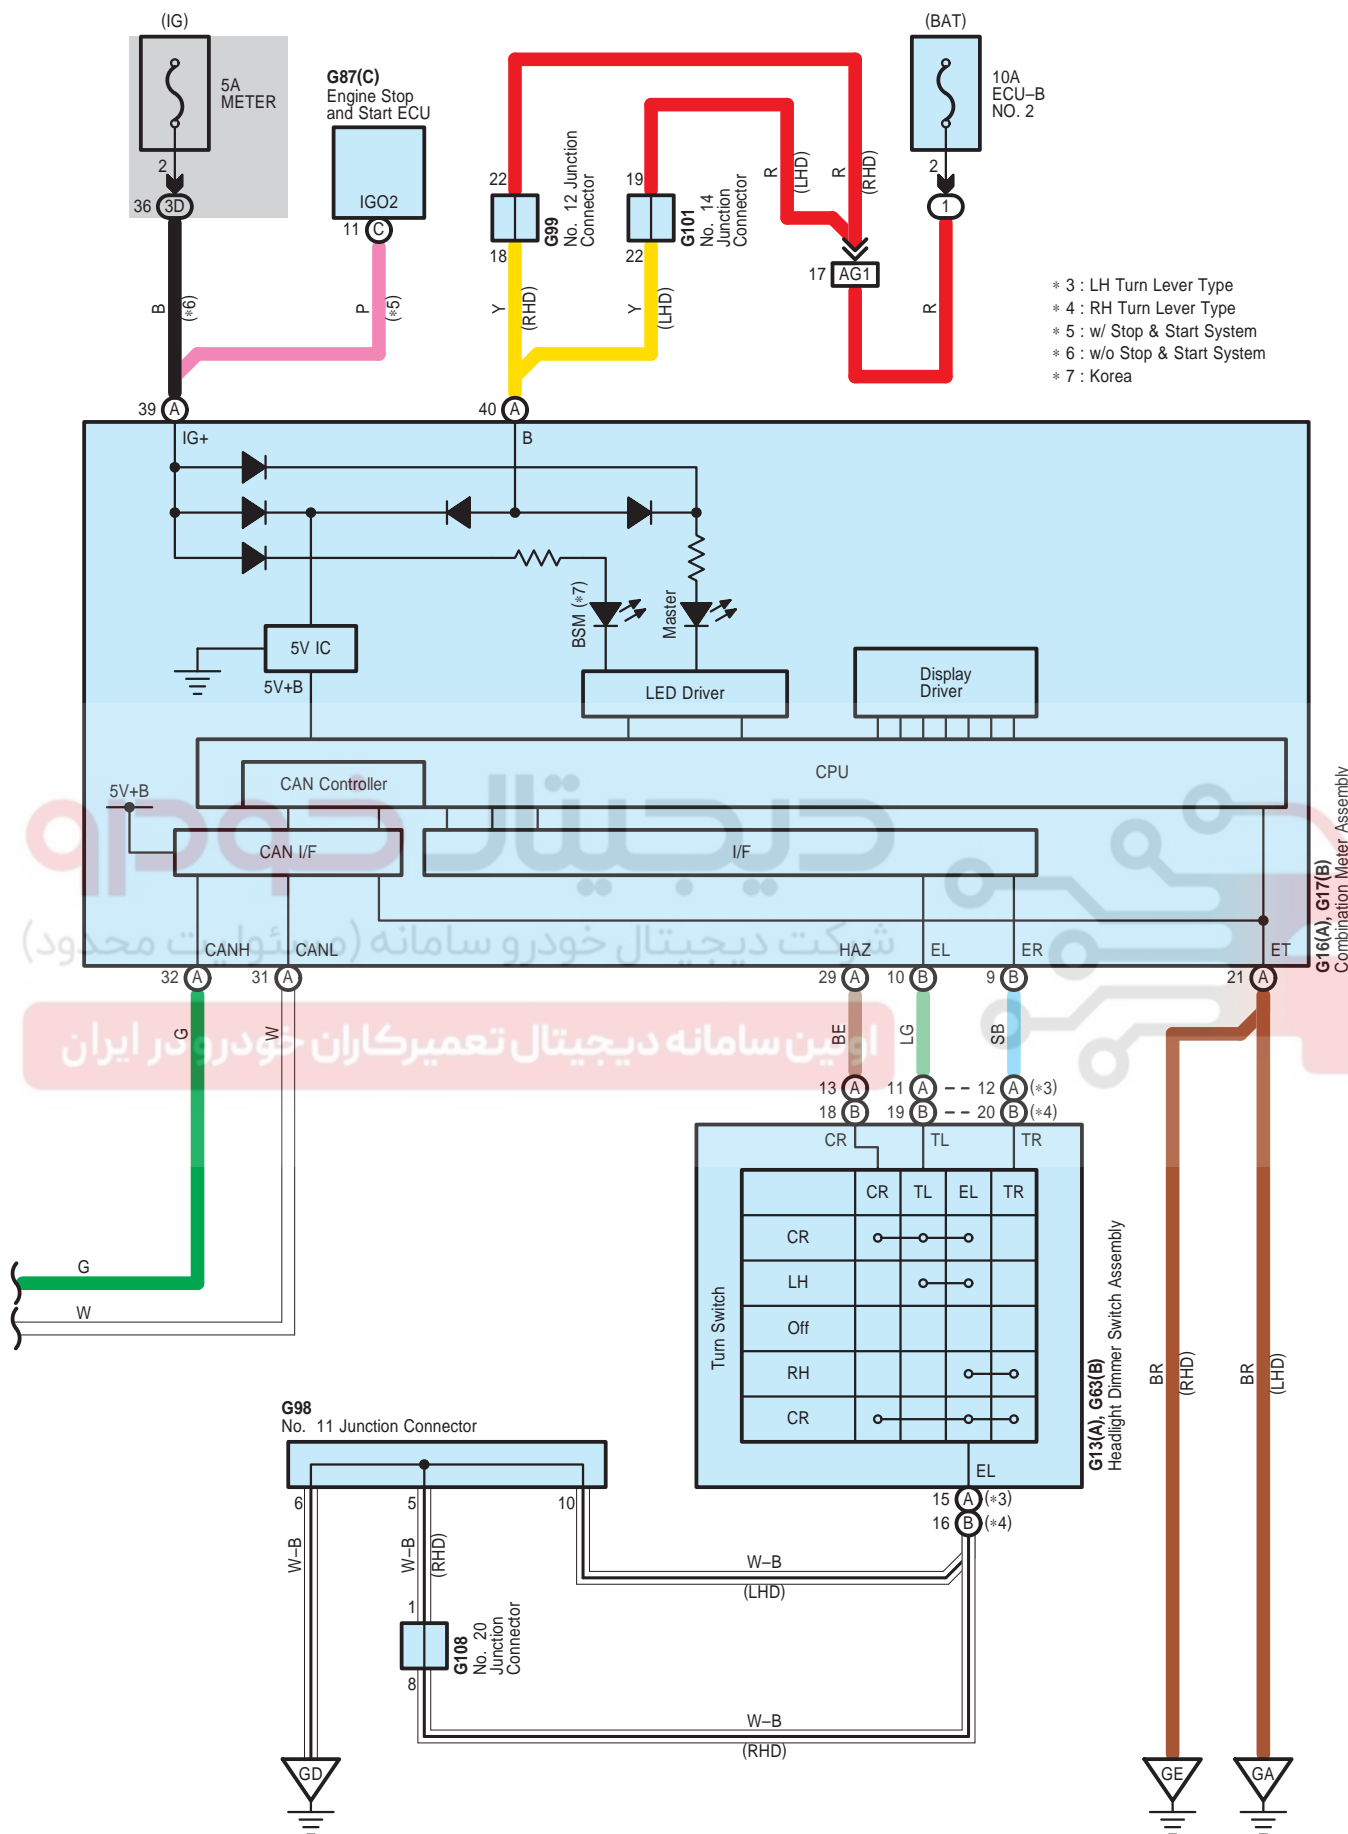 (IG)
5A
METER
2
36 3D
G87(C)
Engine Stop
and Start ECU
IGO2
11 C
B
(*6)
P
(*5)
22
G99
No. 12 Junction
Connector
18
Y
(RHD)
19
G101
No. 14
Junction
Connector
22
Y
(LHD)
R
(LHD)
R
(RHD)
17 AG1
(BAT)
10A
ECU–B
NO. 2
2
1
R
* 3 : LH Turn Lever Type
* 4 : RH Turn Lever Type
* 5 : w/ Stop & Start System
* 6 : w/o Stop & Start System
* 7 : Korea
39 A
40 A
IG+
B
BSM (*7)
Master
5V IC
5V+B
LED Driver
Display
Driver
CPU
CAN Controller
5V+B
CAN I/F
I/F
دیجیتال خودرو
شرکت دیجیتال خودرو سامانه (مسئولیت محدود)
اولین سامانه دیجیتال تعمیرکاران خودرو در ایران
CANH
CANL
HAZ
EL
ER
ET
G16(A), G17(B)
Combination Meter Assembly
32 A
31 A
29 A
10 B
9 B
21 A
G
W
BE
LG
SB
13 A 11 A -- 12 A (*3)
18 B 19 B -- 20 B (*4)
CR TL TR
CR TL EL TR
CR
LH
Off
RH
CR
Turn Switch
EL
G13(A), G63(B)
Headlight Dimmer Switch Assembly
15 A (*3)
16 B (*4)
G
W
G98
No. 11 Junction Connector
6 5 10
W–B
W–B
(RHD)
W–B
(LHD)
1
G108
No. 20
Junction
Connector
8
W–B
(RHD)
BR
(RHD)
BR
(LHD)
GD
GE
GA